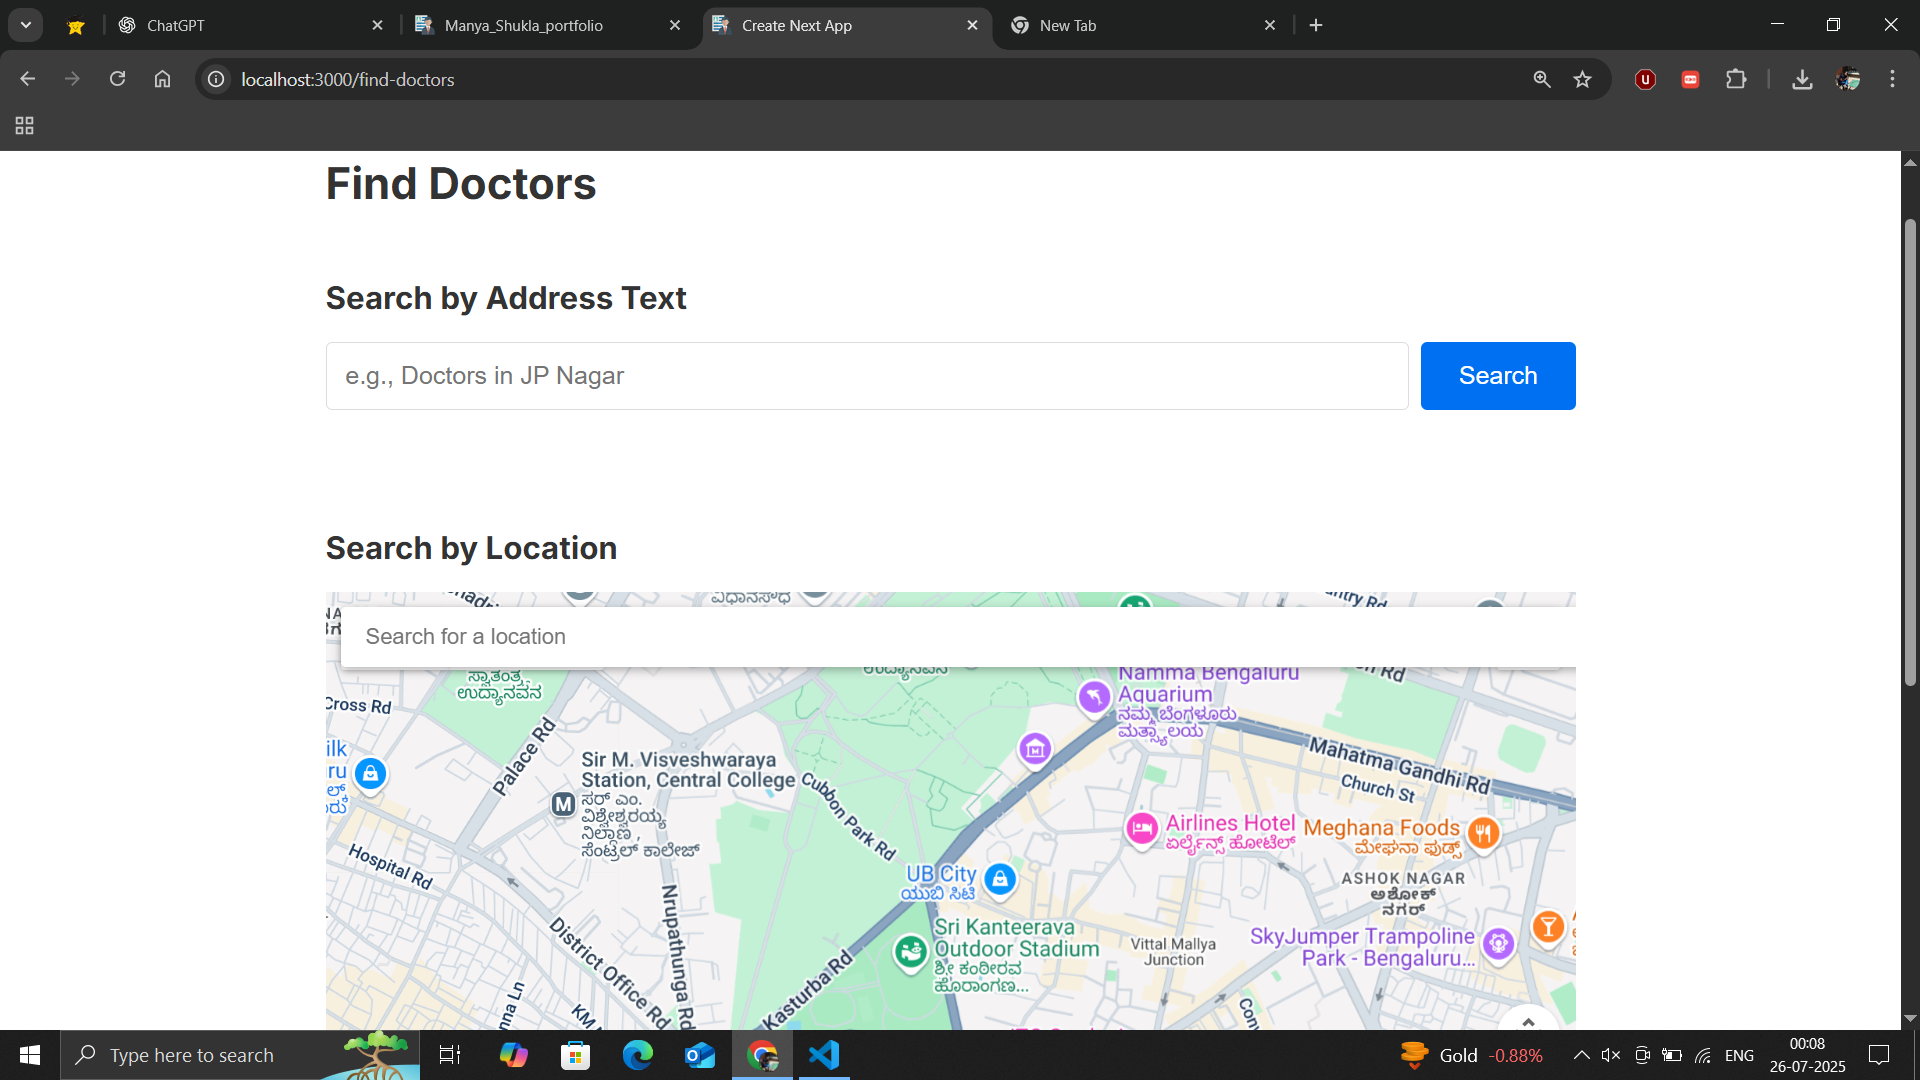 ChatGPT
Manya_Shukla_portfolio
Create Next App
New Tab
localhost:3000/find-doctors
Find Doctors
Search by Address Text
e.g., Doctors in JP Nagar
Search
Search by Location
ವಿಧಾನಸೌಧ
Search for a location
ಸ್ವಾತಂತ್ರ್ಯ
ಉದ್ಯಾನವನ
ಉದ್ಯಾನವನ
Namma Bengaluru
Aquarium
ನಮ್ಮ ಬೆಂಗಳೂರು
ಮತ್ಸ್ಯಾಲಯ
Cross Rd
Palace Rd
Sir M. Visveshwaraya
Station, Central College
ಸರ್ ಎಂ.
ವಿಶ್ವೇಶ್ವರಯ್ಯ
ನಿಲ್ದಾಣ ,
ಸೆಂಟ್ರಲ್ ಕಾಲೇಜ್
M
Cubbon Park Rd
Mahatma Gandhi Rd
Church St
Airlines Hotel
ಏರ್ಲೈನ್ಸ್ ಹೋಟೆಲ್
Meghana Foods
ಮೇಘನಾ ಫುಡ್ಸ್
Hospital Rd
UB City
ಯುಬಿ ಸಿಟಿ
ASHOK NAGAR
ಅಶೋಕ್
ನಗರ್
Nrupathunga Rd
District Office Rd
Sri Kanteerava
Outdoor Stadium
ಶ್ರೀ ಕಂಠೀರವ
ಹೊರಾಂಗಣ...
Vittal Mallya
Junction
SkyJumper Trampoline
Park - Bengaluru...
Kasturba Rd
Type here to search
Gold -0.88%
ENG
00:08
26-07-2025